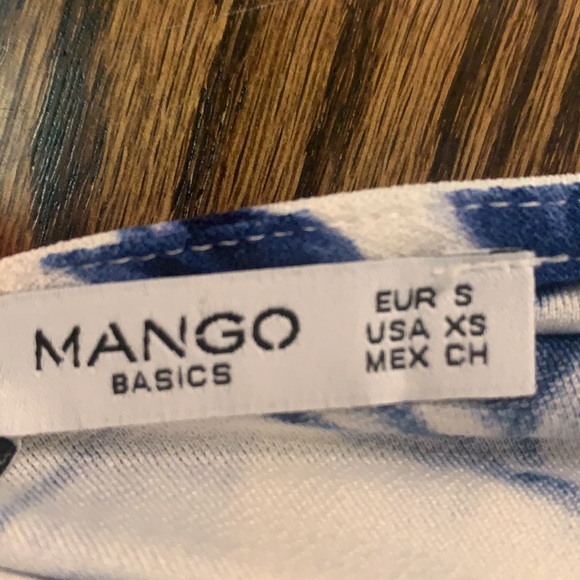 MANGO
BASICS
EUR S
USA XS
MEX CH